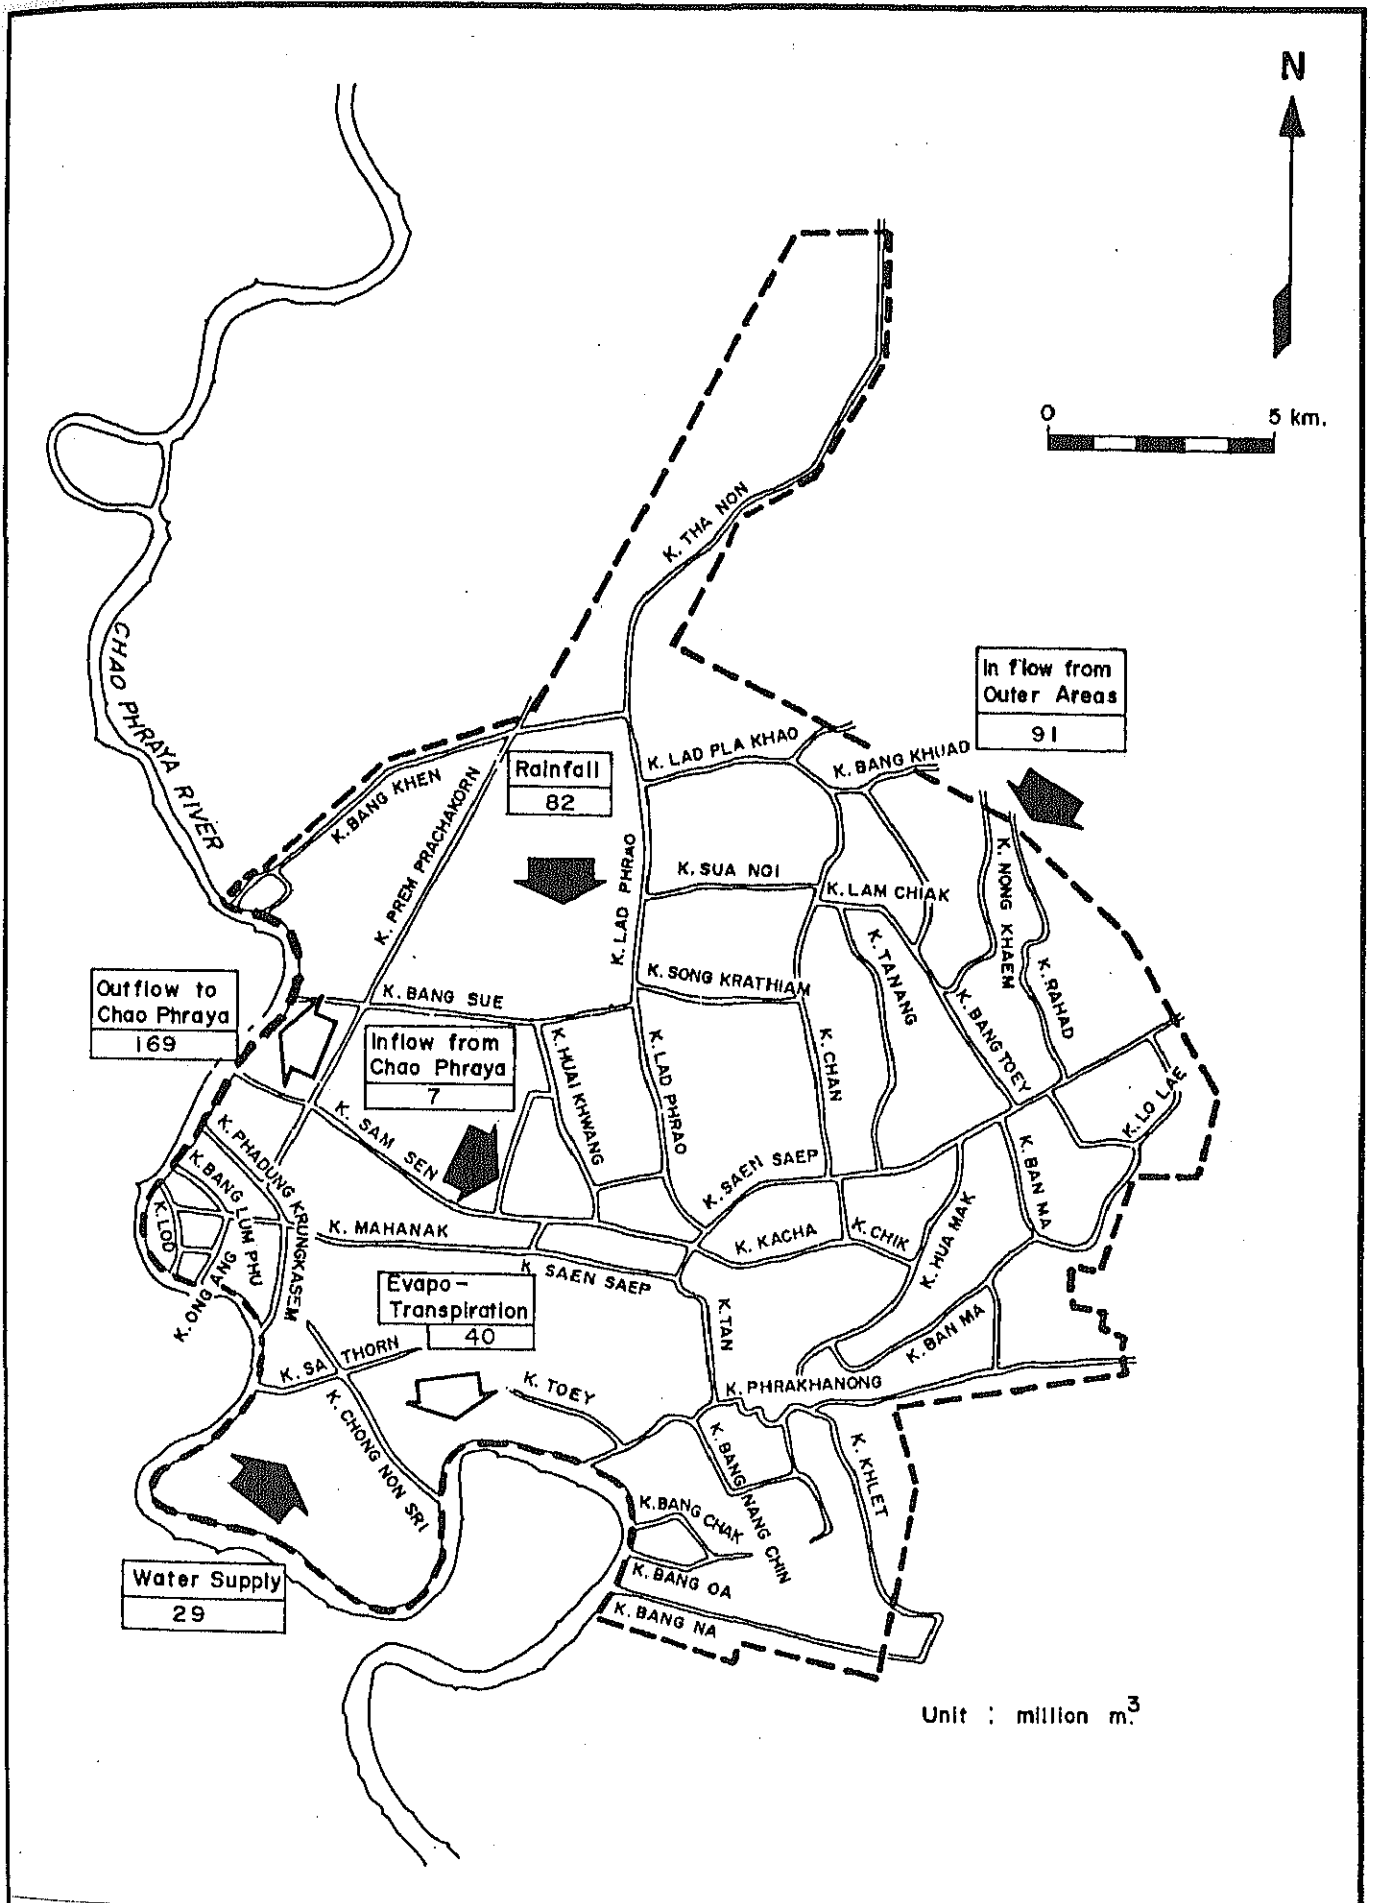 N
0 5 km.
K. THA NON
CHAO PHRAYA RIVER
In flow from
Outer Areas
91
K. LAD PLA KHAO
K. BANG KHUAD
K. BANG KHEN
Rainfall
82
K. PREM PRACHAKORN
K. LAD PHRAO
K. SUA NOI
K. LAM CHIAK
K. NONG KHAEM
K. RAHAD
K. TANANG
K. SONG KRATHIAM
K. BANG TOEY
Outflow to
Chao Phraya
169
K. BANG SUE
Inflow from
Chao Phraya
7
K. HUAI KHWANG
K. LAD PHRAO
K. CHAN
K. LO LAE
K. SAM SEN
K. PHADUNG KRUNGKASEM
K. BANG LUM PHU
K. LOD
K. ONG ANG
K. SAEN SAEP
K. BAN MA
K. MAHANAK
K. KACHA
K. CHIK
K. HUA MAK
K. SAEN SAEP
Evapo-
Transpiration
40
K. TAN
K. BAN MA
K. SA THORN
K. TOEY
K. PHRAKHANONG
K. CHONG NON SRI
K. BANG NANG CHIN
K. KHLET
K. BANG CHAK
Water Supply
29
K. BANG OA
K. BANG NA
Unit : million m.³